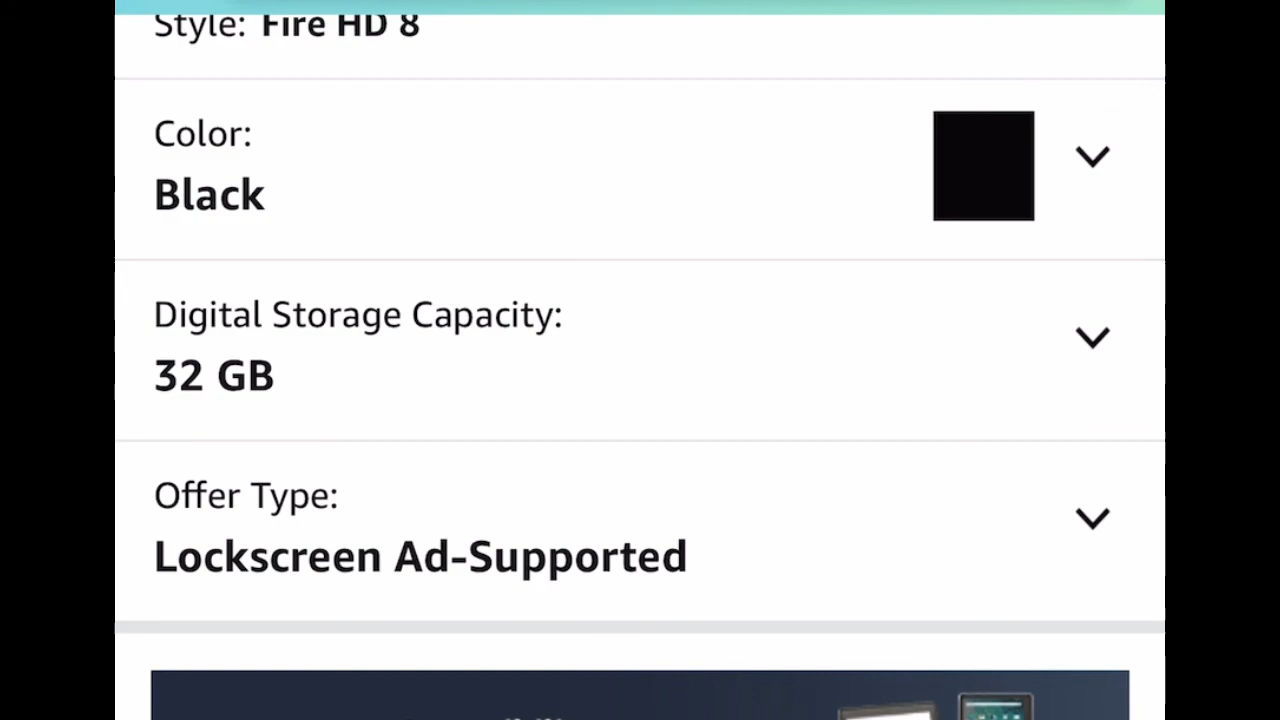 Style: Fire HD 8
Color:
Black
Digital Storage Capacity:
32 GB
Offer Type:
Lockscreen Ad-Supported